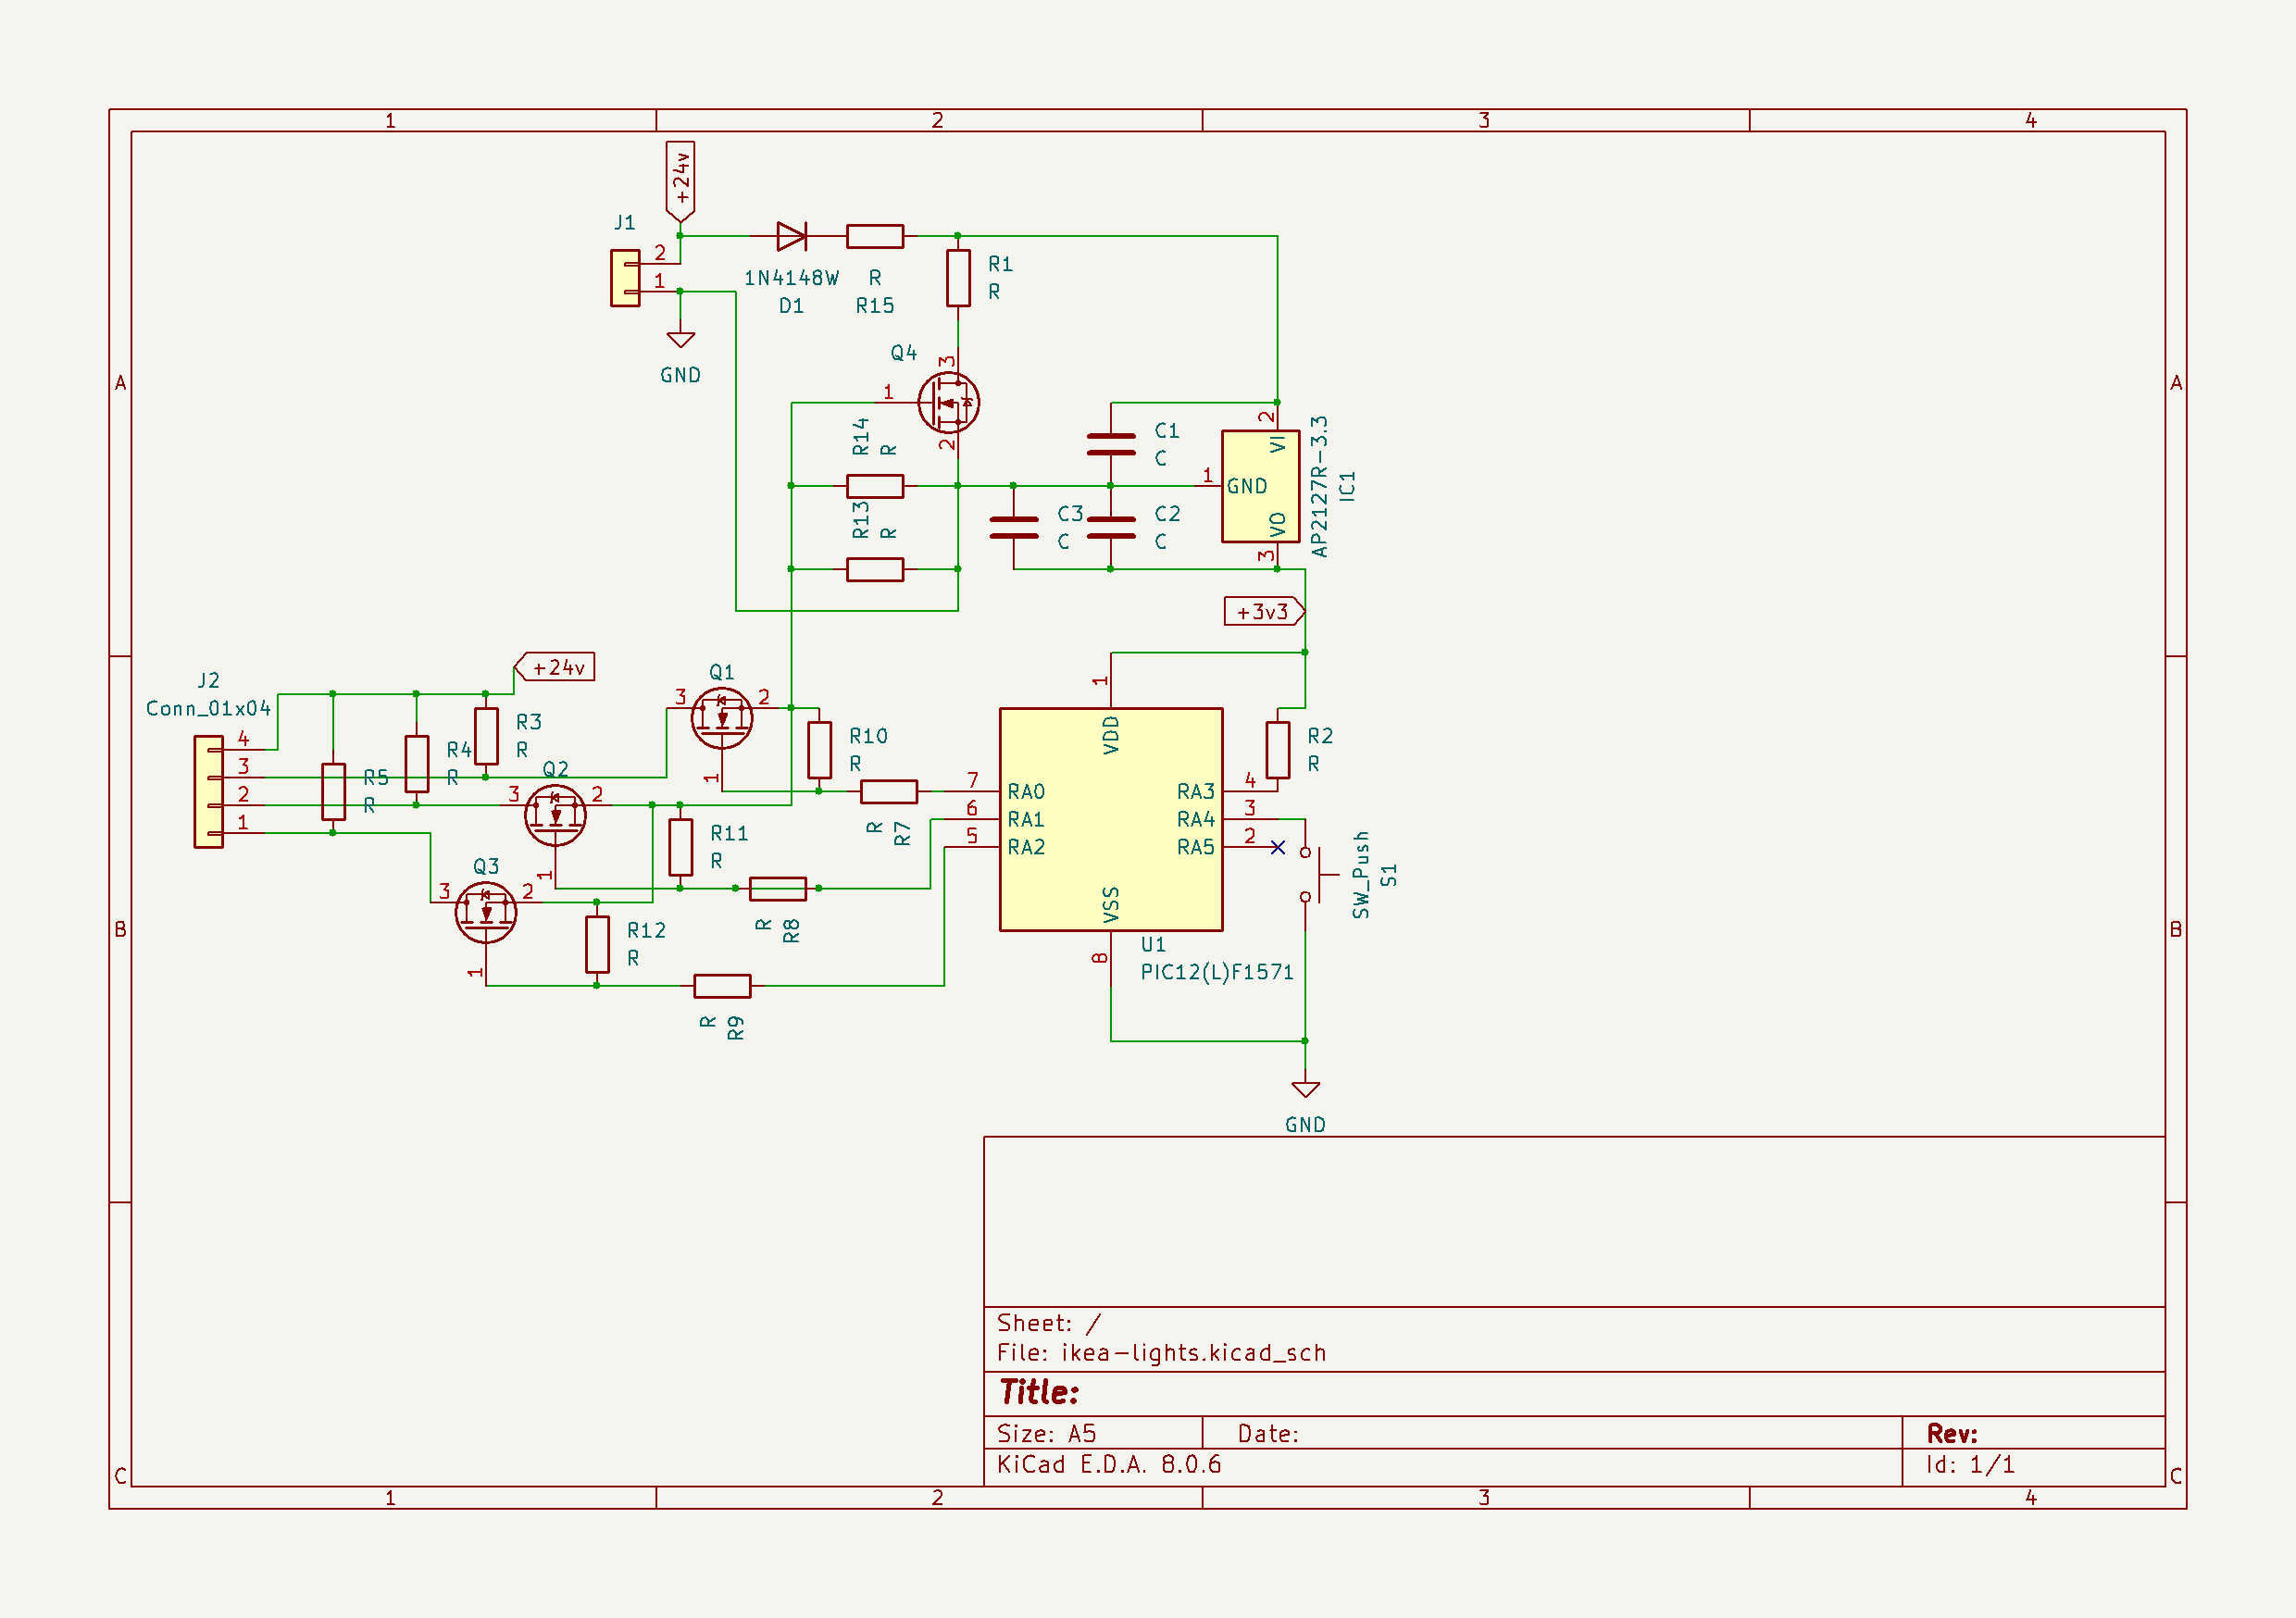 1 2 3 4
+24v
J1
2
1
1N4148W
D1
R
R15
R1
R
GND
Q4
3
1
2
A
A
R14
R
R13
R
C1
C
C3
C
C2
C
2
VI
1
GND
VO
3
AP2127R-3.3
IC1
+3v3
+24v
J2
Conn_01x04
4
3
2
1
R5
R
R4
R
R3
R
Q1
3
2
1
Q2
3
2
1
Q3
3
2
1
R10
R
R11
R
R12
R
R
R7
R
R8
R
R9
1
VDD
7
RA0
6
RA1
5
RA2
RA3
4
RA4
3
RA5
2
VSS
8
U1
PIC12(L)F1571
R2
R
SW_Push
S1
B
B
GND
Sheet: /
File: ikea-lights.kicad_sch
Title:
Size: A5
Date:
Rev:
KiCad E.D.A. 8.0.6
Id: 1/1
C
C
1 2 3 4